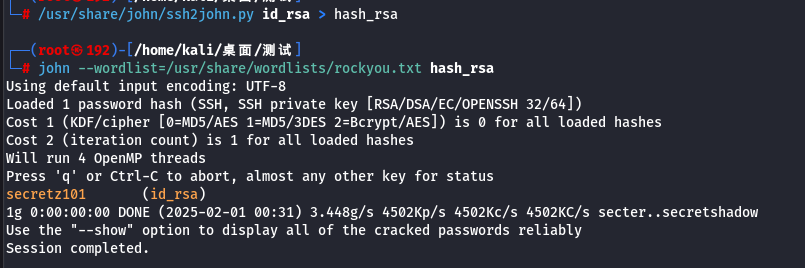 └─# /usr/share/john/ssh2john.py id_rsa > hash_rsa
┌──(root㉿192)-[/home/kali/桌面/测试]
└─# john --wordlist=/usr/share/wordlists/rockyou.txt hash_rsa
Using default input encoding: UTF-8
Loaded 1 password hash (SSH, SSH private key [RSA/DSA/EC/OPENSSH 32/64])
Cost 1 (KDF/cipher [0=MD5/AES 1=MD5/3DES 2=Bcrypt/AES]) is 0 for all loaded hashes
Cost 2 (iteration count) is 1 for all loaded hashes
Will run 4 OpenMP threads
Press 'q' or Ctrl-C to abort, almost any other key for status
secretz101       (id_rsa)
1g 0:00:00:00 DONE (2025-02-01 00:31) 3.448g/s 4502Kp/s 4502Kc/s 4502KC/s secter..secretshadow
Use the "--show" option to display all of the cracked passwords reliably
Session completed.